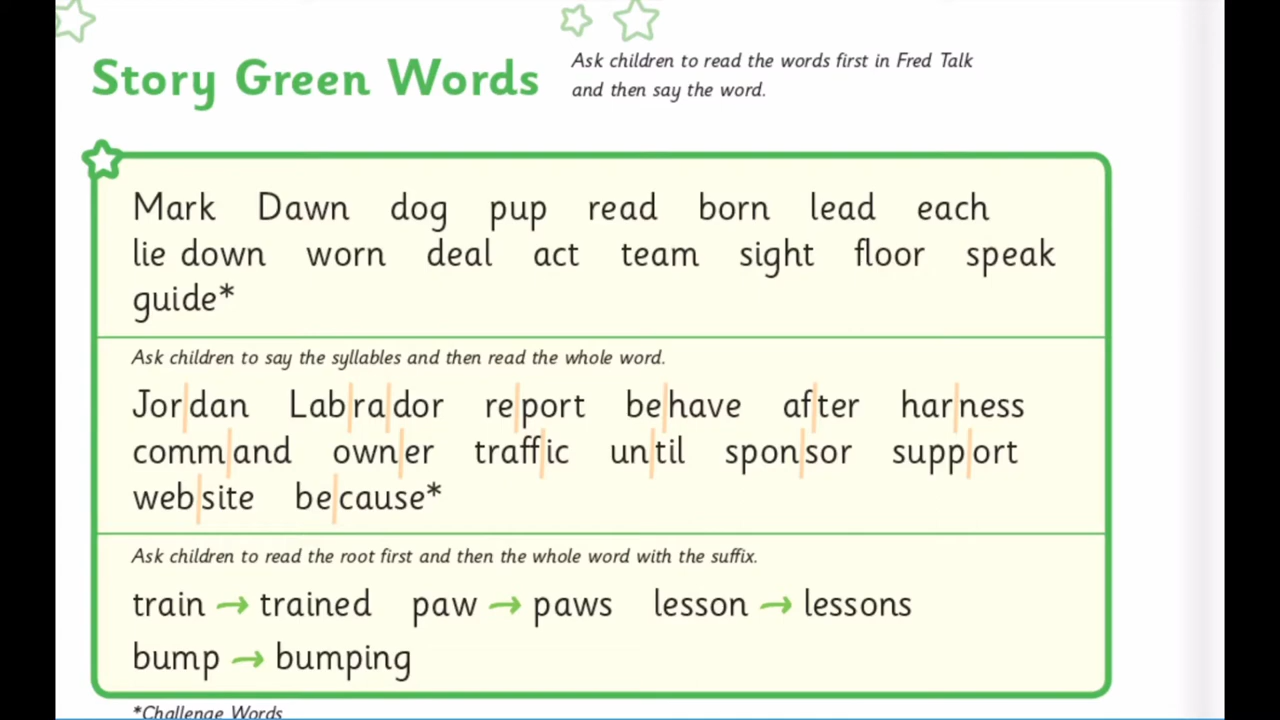 Story Green Words
Ask children to read the words first in Fred Talk
and then say the word.
Mark Dawn dog pup read born lead each
lie down worn deal act team sight floor speak
guide*
Ask children to say the syllables and then read the whole word.
Jor|dan Lab|ra|dor re|port be|have af|ter har|ness
comm|and own|er traff|ic un|til spon|sor supp|ort
web|site be|cause*
Ask children to read the root first and then the whole word with the suffix.
train → trained paw → paws lesson → lessons
bump → bumping
*Challenge Words